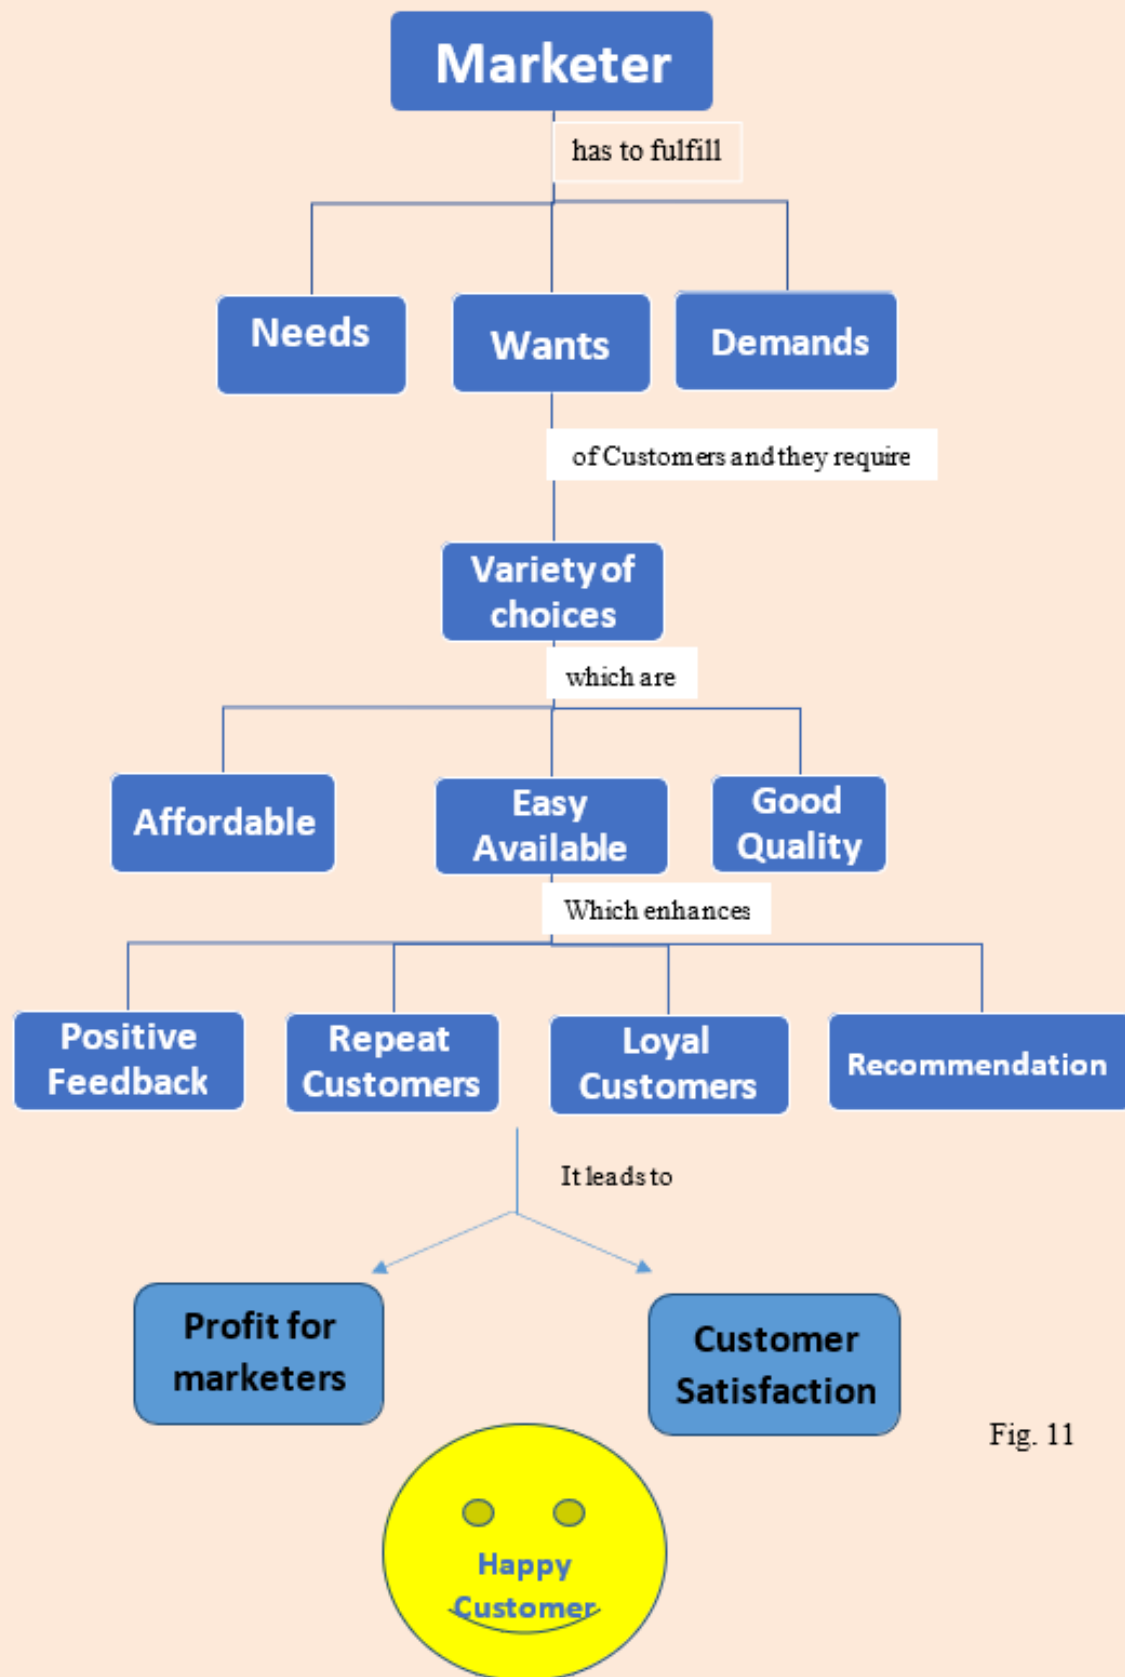 Marketer
has to fulfill
Needs
Wants
Demands
of Customers and they require
Variety of
choices
which are
Affordable
Easy
Available
Good
Quality
Which enhances
Positive
Feedback
Repeat
Customers
Loyal
Customers
Recommendation
It leads to
Profit for
marketers
Customer
Satisfaction
Fig. 11
Happy
Customer